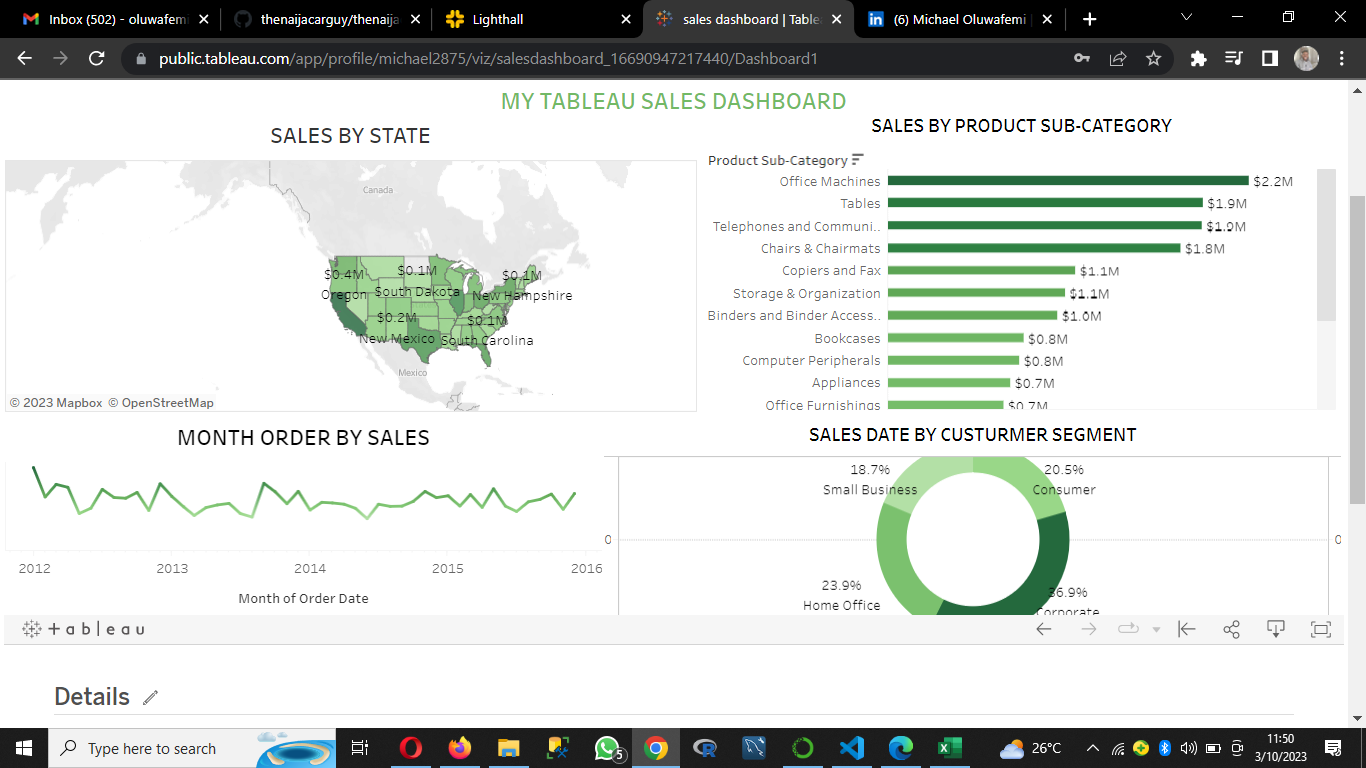 Inbox (502) - oluwafemi
thenaijacarguy/thenaija
Lighthall
sales dashboard | Table
(6) Michael Oluwafemi |
public.tableau.com/app/profile/michael2875/viz/salesdashboard_16690947217440/Dashboard1
MY TABLEAU SALES DASHBOARD
SALES BY STATE
Canada
$0.4M
Oregon
$0.1M
South Dakota
$0.1M
New Hampshire
$0.2M
New Mexico
$0.1M
South Carolina
Mexico
© 2023 Mapbox © OpenStreetMap
SALES BY PRODUCT SUB-CATEGORY
Product Sub-Category
Office Machines $2.2M
Tables $1.9M
Telephones and Communi..
Chairs & Chairmats $1.8M
Copiers and Fax $1.1M
Storage & Organization $1.1M
Binders and Binder Access.. $1.0M
Bookcases $0.8M
Computer Peripherals $0.8M
Appliances $0.7M
Office Furnishings $0.7M
MONTH ORDER BY SALES
2012 2013 2014 2015 2016
Month of Order Date
SALES DATE BY CUSTURMER SEGMENT
18.7%
Small Business
20.5%
Consumer
0 0
23.9%
Home Office
36.9%
Corporate
+ a b | e a u
Details
Type here to search
5
26°C
11:50
3/10/2023